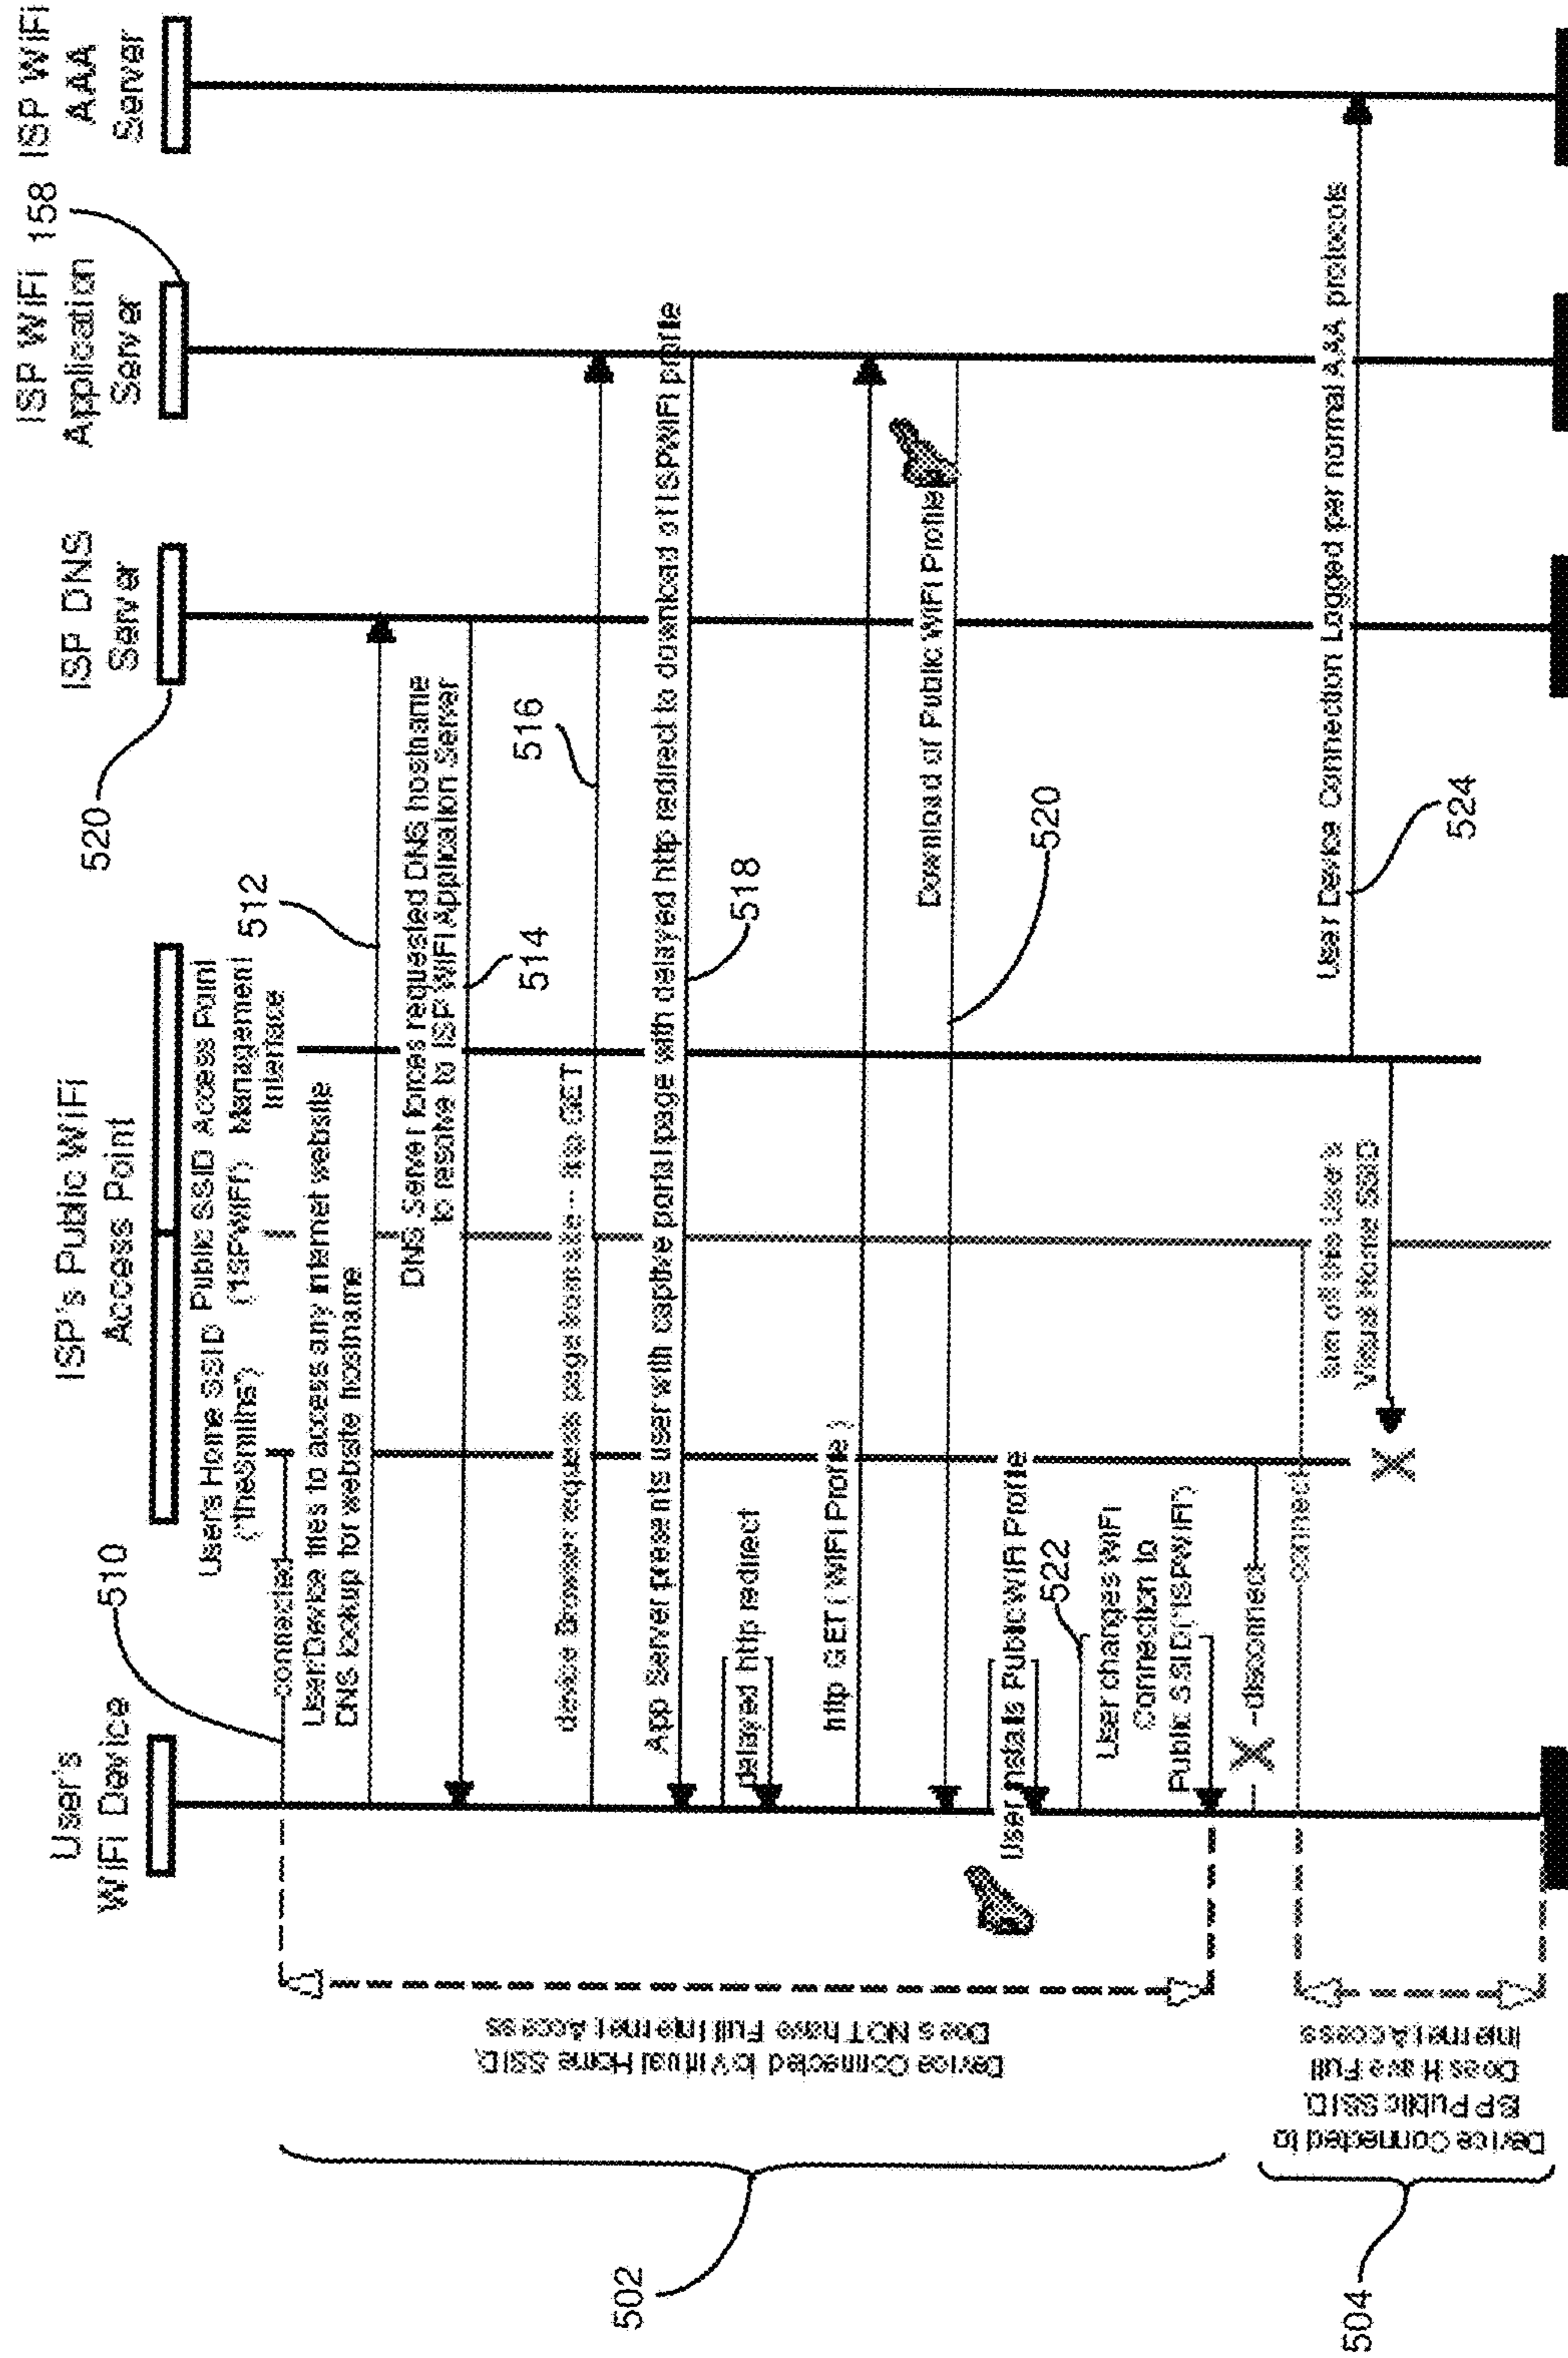 User's
WiFi Device
ISP's Public WiFi
Access Point
ISP DNS
Server
ISP WiFi
Application
Server
158
ISP WiFi
AAA
Server
520
510
User's Home SSID
("theSmiths")
Public SSID
("ISPWIFI")
Access Point
Management
Interface
connected
User Device tries to access any internet website
DNS lookup for website hostname
512
DNS Server forces requested DNS hostname
to resolve to ISP WiFi Application Server
514
516
device Browser requests page from site
GET
App Server presents user with captive portal page with delayed http redirect to download of ISPWIFI profile
518
delayed http redirect
http GET ( WiFi Profile )
Download of Public WiFi Profile
520
User Installs Public WiFi Profile
522
User changes WiFi
Connection to
Public SSID("ISPWIFI")
X -disconnect
connect
User Device Connection Logged per normal AAA protocols
524
turn off this User's
Virtual Home SSID
X
Device Connected to Virtual Home SSID,
Does NOT have Full Internet Access
Device Connected to
ISP Public SSID,
Does Have Full
Internet Access
502
504